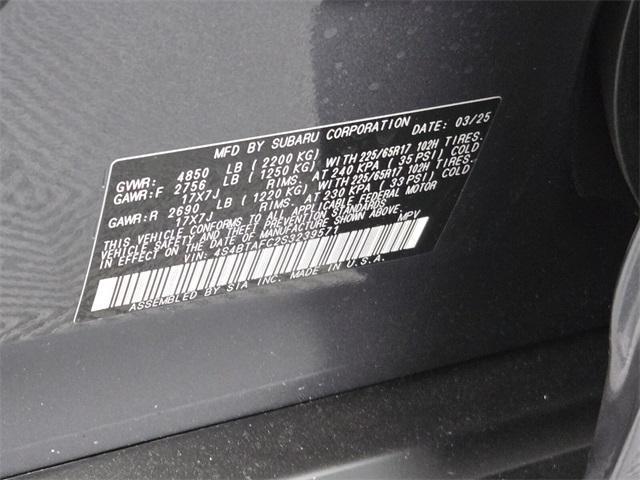 MFD BY SUBARU CORPORATION DATE: 03/25
GVWR: 4850 LB (2200 KG)
GAWR:F 2756 LB (1250 KG) WITH 225/65R17 102H TIRES.
17X7J RIMS. AT 240 KPA (35 PSI) COLD
GAWR:R 2690 LB (1220 KG) WITH 225/65R17 102H TIRES.
17X7J RIMS. AT 230 KPA (33 PSI) COLD
THIS VEHICLE CONFORMS TO ALL APPLICABLE FEDERAL MOTOR
VEHICLE SAFETY AND THEFT PREVENTION STANDARDS IN EFFECT ON THE DATE OF
MANUFACTURE SHOWN ABOVE.
VIN: 4S4BTAFC2S3239571 MPV
ASSEMBLED BY SIA INC. MADE IN U.S.A.